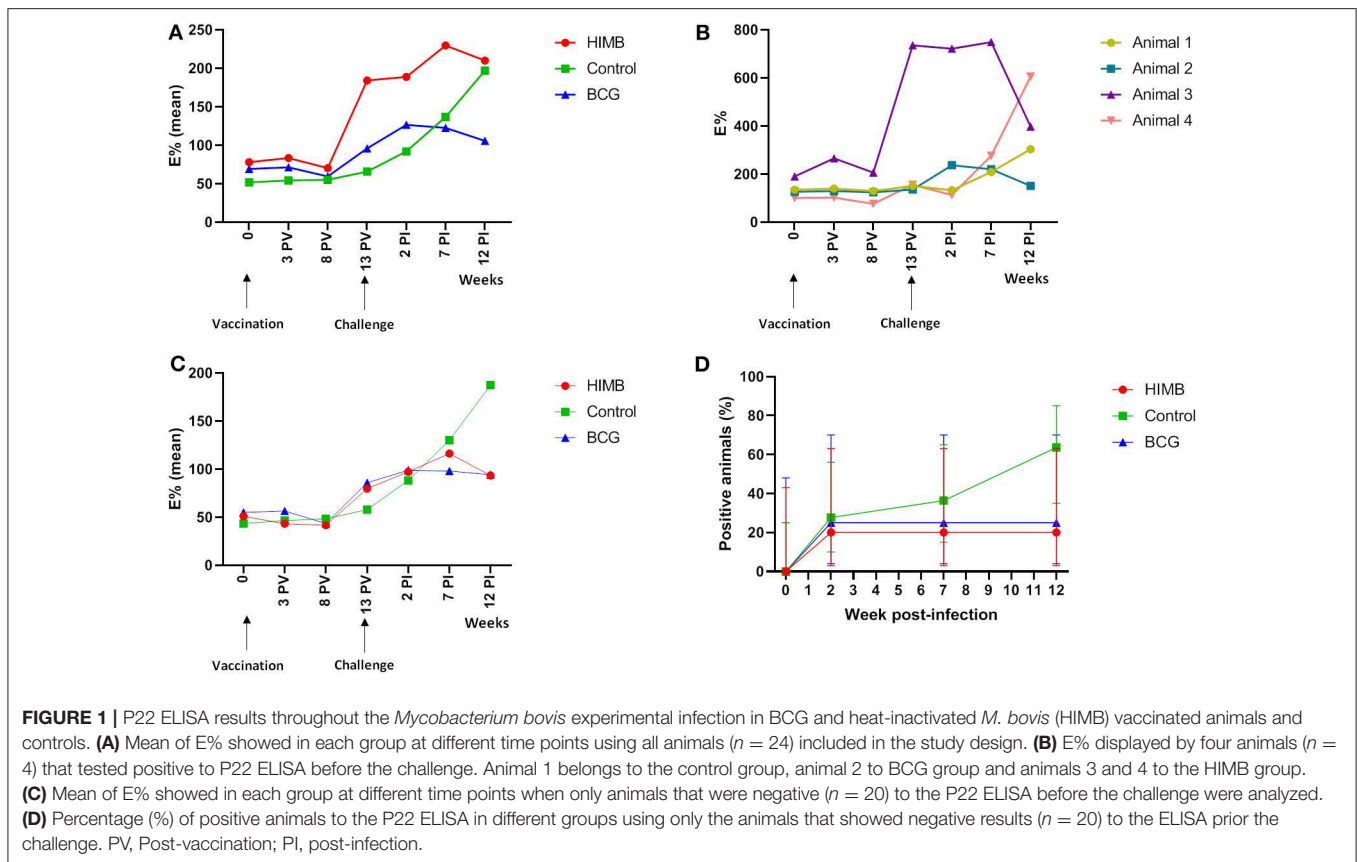 A
250
200
150
100
50
0
E% (mean)
0
3 PV
8 PV
13 PV
2 PI
7 PI
12 PI
Weeks
Vaccination
Challenge
HIMB
Control
BCG
B
800
600
400
200
0
E%
0
3 PV
8 PV
13 PV
2 PI
7 PI
12 PI
Weeks
Vaccination
Challenge
Animal 1
Animal 2
Animal 3
Animal 4
C
200
150
100
50
0
E% (mean)
0
3 PV
8 PV
13 PV
2 PI
7 PI
12 PI
Weeks
Vaccination
Challenge
HIMB
Control
BCG
D
100
80
60
40
20
0
Positive animals (%)
0 1 2 3 4 5 6 7 8 9 10 11 12
Week post-infection
HIMB
Control
BCG
FIGURE 1 | P22 ELISA results throughout the Mycobacterium bovis experimental infection in BCG and heat-inactivated M. bovis (HIMB) vaccinated animals and
controls. (A) Mean of E% showed in each group at different time points using all animals (n = 24) included in the study design. (B) E% displayed by four animals (n =
4) that tested positive to P22 ELISA before the challenge. Animal 1 belongs to the control group, animal 2 to BCG group and animals 3 and 4 to the HIMB group.
(C) Mean of E% showed in each group at different time points when only animals that were negative (n = 20) to the P22 ELISA before the challenge were analyzed.
(D) Percentage (%) of positive animals to the P22 ELISA in different groups using only the animals that showed negative results (n = 20) to the ELISA prior the
challenge. PV, Post-vaccination; PI, post-infection.